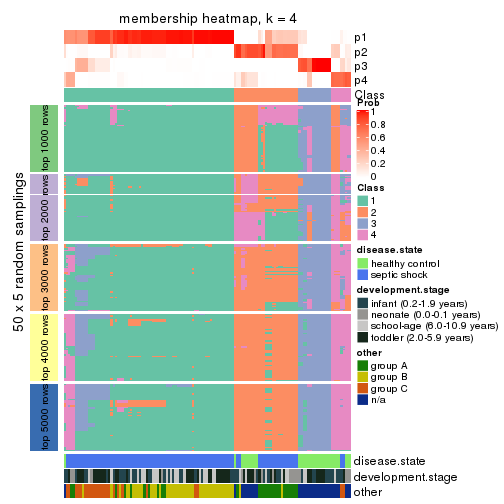 membership heatmap, k = 4
p1
p2
p3
p4
Class
Prob
1
0.8
0.6
0.4
0.2
0
Class
1
2
3
4
disease.state
healthy control
septic shock
development.stage
infant (0.2-1.9 years)
neonate (0.0-0.1 years)
school-age (6.0-10.9 years)
toddler (2.0-5.9 years)
other
group A
group B
group C
n/a
50 x 5 random samplings
top 1000 rows
top 2000 rows
top 3000 rows
top 4000 rows
top 5000 rows
disease.state
development.stage
other